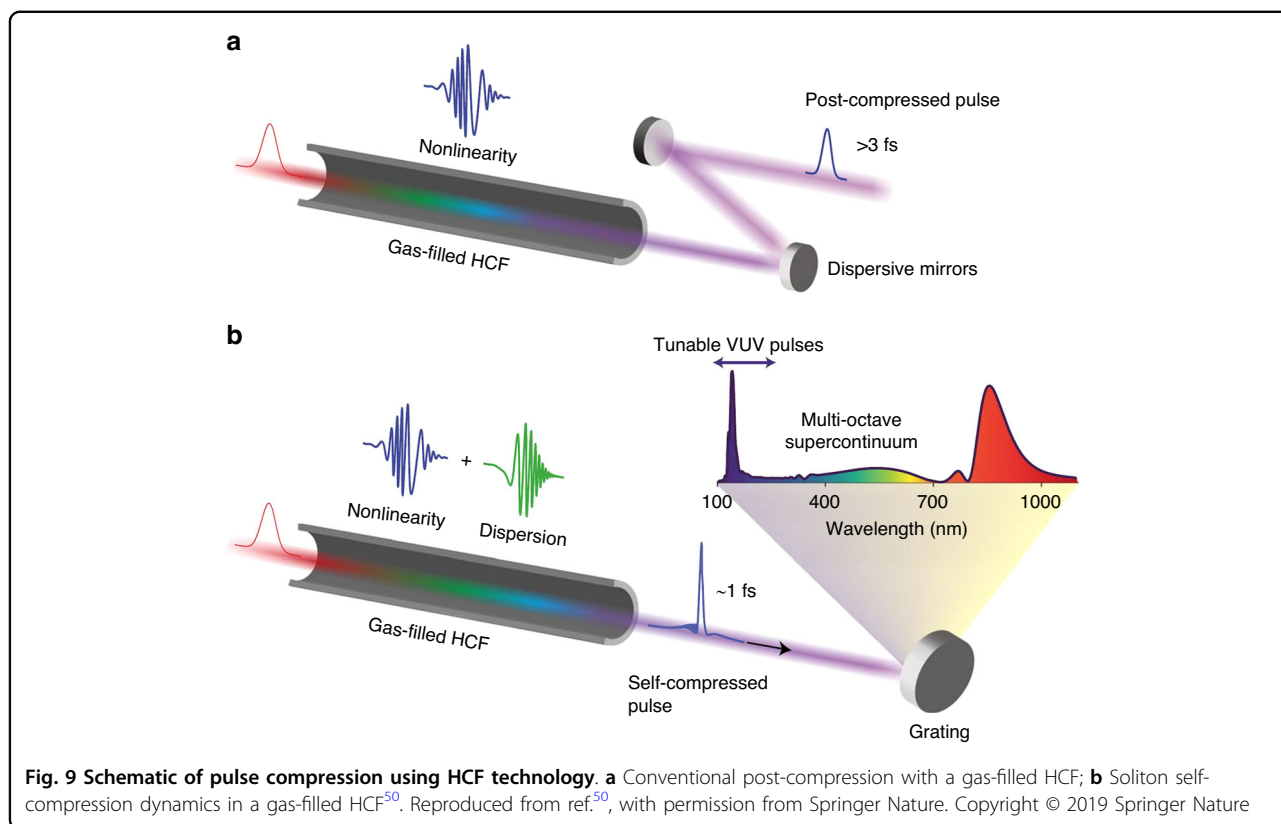 a
Nonlinearity
Gas-filled HCF
Post-compressed pulse
>3 fs
Dispersive mirrors
b
Tunable VUV pulses
Multi-octave
supercontinuum
100 400 700 1000
Wavelength (nm)
+
Nonlinearity
Dispersion
Gas-filled HCF
~1 fs
Self-compressed
pulse
Grating
Fig. 9 Schematic of pulse compression using HCF technology. a Conventional post-compression with a gas-filled HCF; b Soliton self-
compression dynamics in a gas-filled HCF50. Reproduced from ref.50, with permission from Springer Nature. Copyright © 2019 Springer Nature